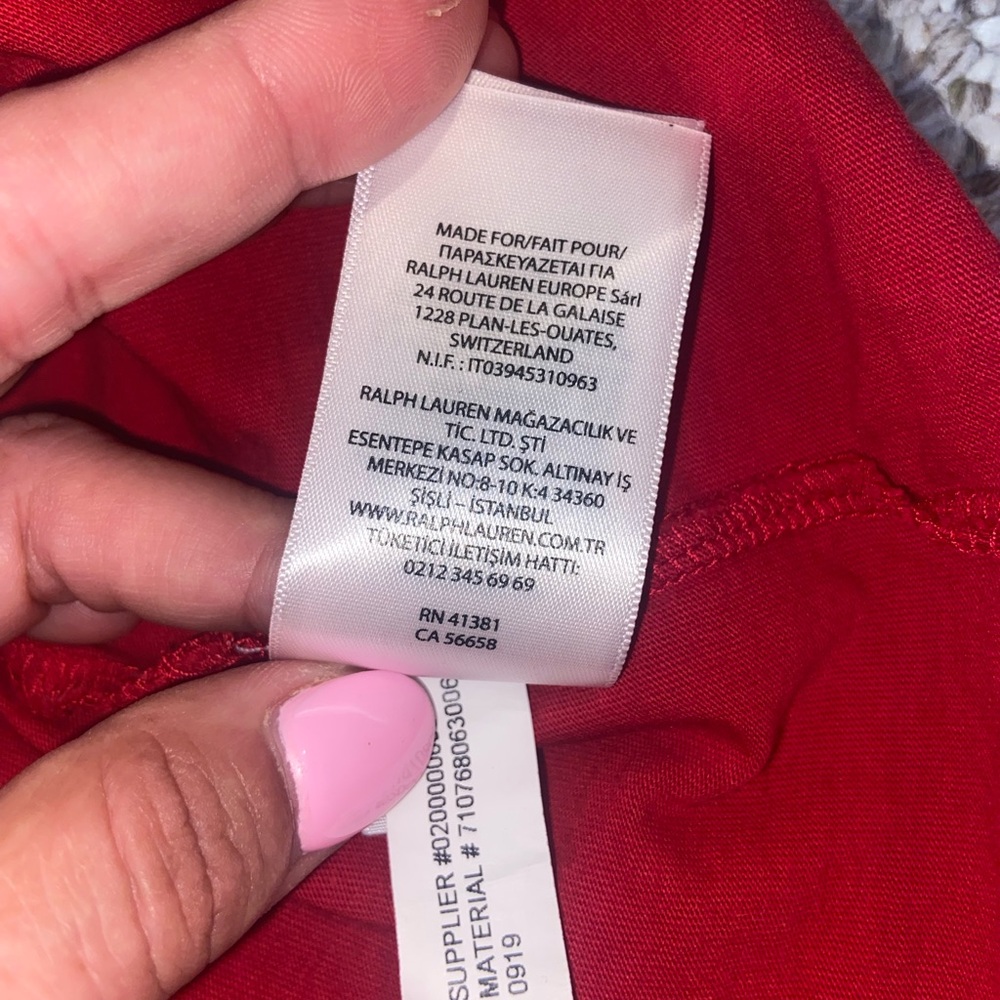 MADE FOR/FAIT POUR/
ΠΑΡΑΣΚΕΥΑΖΕΤΑΙ ΓΙΑ
RALPH LAUREN EUROPE Sárl
24 ROUTE DE LA GALAISE
1228 PLAN-LES-OUATES,
SWITZERLAND
N.I.F. : IT03945310963
RALPH LAUREN MAĞAZACILIK VE
TİC. LTD. ŞTİ
ESENTEPE KASAP SOK. ALTINAY İŞ
MERKEZİ NO:8-10 K:4 34360
ŞİŞLİ – İSTANBUL
WWW.RALPHLAUREN.COM.TR
TÜKETİCİ İLETİŞİM HATTI:
0212 345 69 69
RN 41381
CA 56658
SUPPLIER
MATERIAL # 710768063006
0919